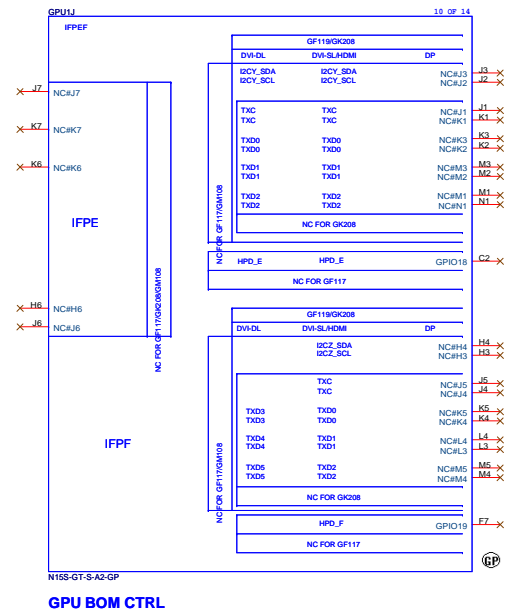 GPU1J 10 OF 14
IFPEF
GF119/GK208
DVI-DL DVI-SL/HDMI DP
I2CY_SDA I2CY_SDA NC#J3 J3
I2CY_SCL I2CY_SCL NC#J2 J2
J7 NC#J7
TXC TXC NC#J1 J1
TXC TXC NC#K1 K1
K7 NC#K7
TXD0 TXD0 NC#K3 K3
TXD0 TXD0 NC#K2 K2
K6 NC#K6
TXD1 TXD1 NC#M3 M3
TXD1 TXD1 NC#M2 M2
TXD2 TXD2 NC#M1 M1
TXD2 TXD2 NC#N1 N1
IFPE
NC FOR GK208
NC FOR GF117/GM108
HPD_E HPD_E GPIO18 C2
NC FOR GF117
NC FOR GF117/GK208/GM108
H6 NC#H6
J6 NC#J6
GF119/GK208
DVI-DL DVI-SL/HDMI DP
I2CZ_SDA NC#H4 H4
I2CZ_SCL NC#H3 H3
TXC NC#J5 J5
TXC NC#J4 J4
TXD3 TXD0 NC#K5 K5
TXD3 TXD0 NC#K4 K4
IFPF
TXD4 TXD1 NC#L4 L4
TXD4 TXD1 NC#L3 L3
TXD5 TXD2 NC#M5 M5
TXD5 TXD2 NC#M4 M4
NC FOR GK208
NC FOR GF117/GM108
HPD_F GPIO19 F7
NC FOR GF117
GP
N15S-GT-S-A2-GP
GPU BOM CTRL